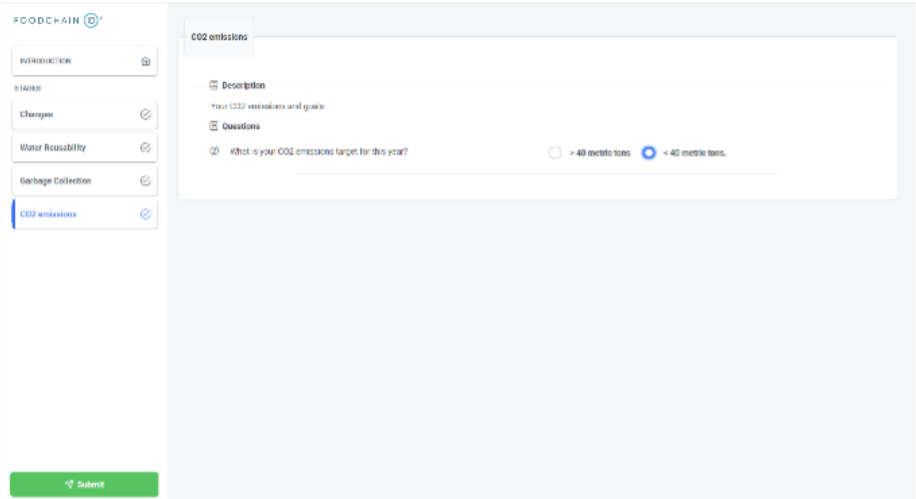 FOODCHAIN ID
INTRODUCTION
STAGES
Changes
Water Reusability
Garbage Collection
CO2 emissions
Submit
CO2 emissions
Description
Your CO2 emissions and goals
Questions
What is your CO2 emissions target for this year?
> 40 metric tons
< 40 metric tons.